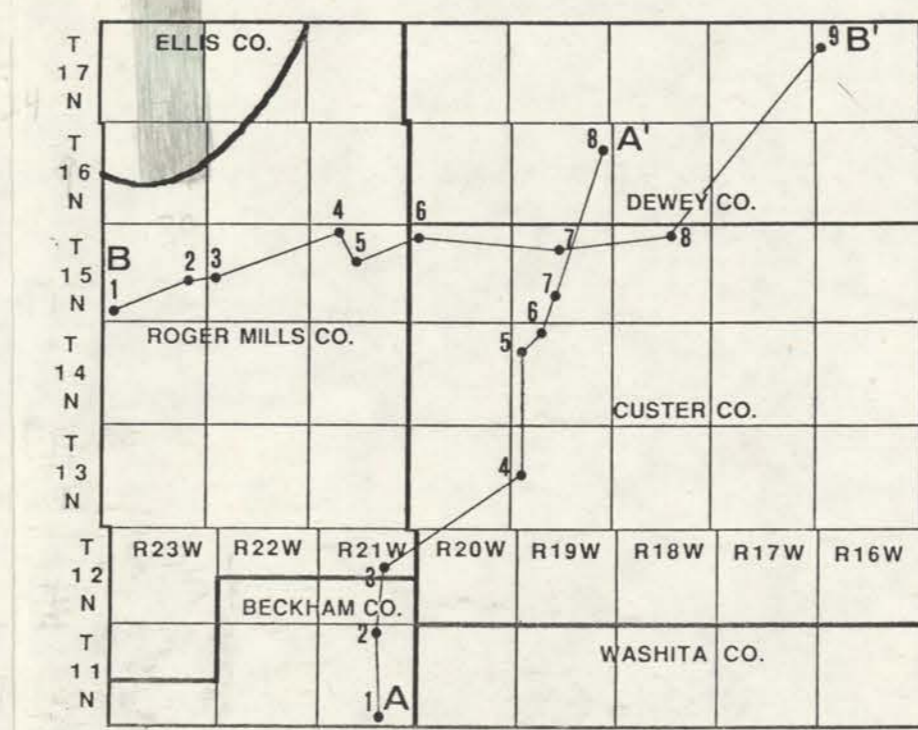 ELLIS CO.
T
17
N
9 B'
T
16
N
8 A'
DEWEY CO.
T
15
N
B
1
2
3
4
5
6
7
8
7
6
5
ROGER MILLS CO.
T
14
N
CUSTER CO.
T
13
N
4
T
12
N
R23W R22W R21W R20W R19W R18W R17W R16W
3
BECKHAM CO.
2
T
11
N
WASHITA CO.
1 A